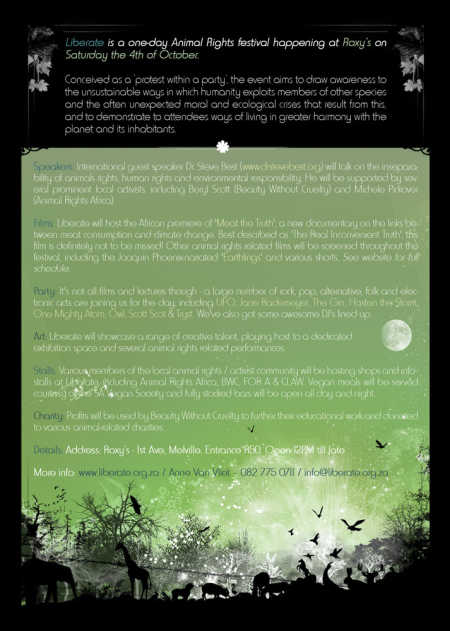 Liberate is a one-day Animal Rights festival happening at Roxy's on
Saturday the 4th of October.
Conceived as a 'protest within a party', the event aims to draw awareness to
the unsustainable ways in which humanity exploits members of other species
and the often unexpected moral and ecological crises that result from this,
and to demonstrate to attendees ways of living in greater harmony with the
planet and its inhabitants.
Speakers: International guest speaker Dr. Steve Best (www.drstevebest.org) will talk on the insepara-
bility of animals rights, human rights and environmental responsibility. He will be supported by sev-
eral prominent local activists, including Beryl Scott (Beauty Without Cruelty) and Michele Pickover
(Animal Rights Africa)
Films: Liberate will host the African premiere of "Meat the Truth", a new documentary on the links be-
tween meat consumption and climate change. Best described as 'The Real Inconvenient Truth', this
film is definitely not to be missed! Other animal rights related films will be screened throughout the
festival, including the Joaquin Phoenix-narrated "Earthlings" and various shorts. See website for full
schedule.
Party: It's not all films and lectures though - a large number of rock, pop, alternative, folk and elec-
tronic acts are joining us for the day, including UFO, Jane Rademeyer, The Gin, Marten the Silent,
One Mighty Atom, Owl, Scott Scott & Tryst. We've also got some awesome DJ's lined up.
Art: Liberate will showcase a range of creative talent, playing host to a dedicated
exhibition space and several animal rights related performances.
Stalls: Various members of the local animal rights / activist community will be hosting shops and info-
stalls at Liberate, including Animal Rights Africa, BWC, FOR A & CLAW. Vegan meals will be served
courtesy of the SA Vegan Society and fully stocked bars will be open all day and night.
Charity: Profits will be used by Beauty Without Cruelty to further their educational work and donated
to various animal-related charities.
Details: Address: Roxy's - 1st Ave, Melville. Entrance: R50. Open: 12PM till late
More info: www.liberate.org.za / Anne Van Vliet - 082 775 0711 / info@liberate.org.za